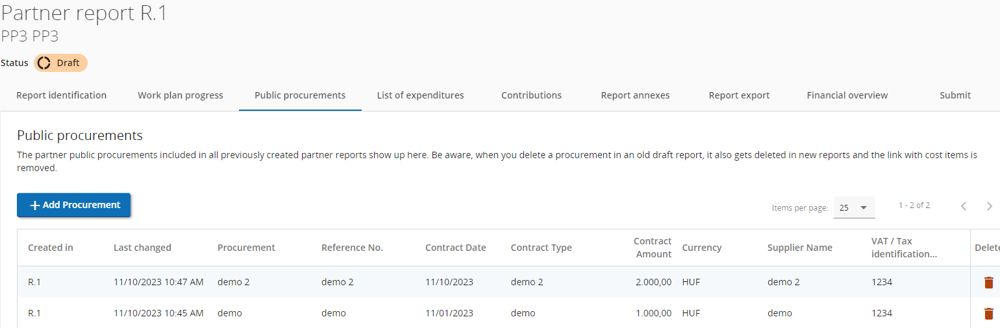 Partner report R.1
PP3 PP3
Status Draft
Report identification Work plan progress Public procurements List of expenditures Contributions Report annexes Report export Financial overview Submit
Public procurements
The partner public procurements included in all previously created partner reports show up here. Be aware, when you delete a procurement in an old draft report, it also gets deleted in new reports and the link with cost items is
removed.
+ Add Procurement
Items per page: 25 1 - 2 of 2
Created in Last changed Procurement Reference No. Contract Date Contract Type Contract Amount Currency Supplier Name VAT / Tax identification... Delete
R.1 11/10/2023 10:47 AM demo 2 demo 2 11/10/2023 demo 2 2.000,00 HUF demo 2 1234
R.1 11/10/2023 10:45 AM demo demo 11/01/2023 demo 1.000,00 HUF demo 1234